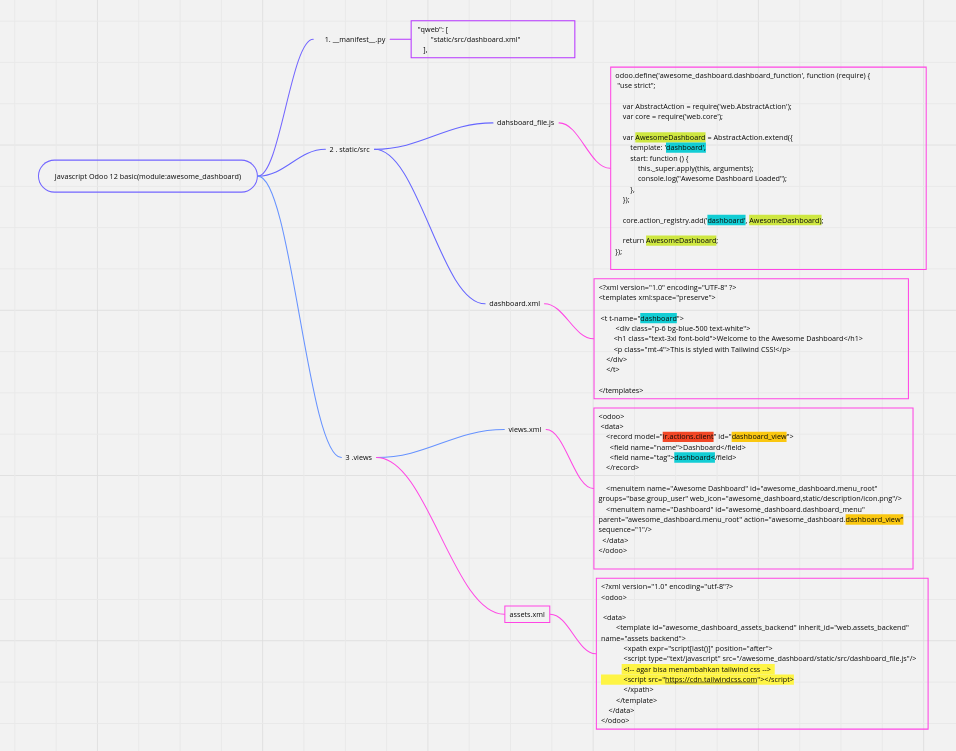 Javascript Odoo 12 basic(module:awesome_dashboard)
1. __manifest__.py
"qweb": [
"static/src/dashboard.xml"
],
2 . static/src
dahsboard_file.js
odoo.define('awesome_dashboard.dashboard_function', function (require) {
"use strict";
var AbstractAction = require('web.AbstractAction');
var core = require('web.core');
var AwesomeDashboard = AbstractAction.extend({
template: 'dashboard',
start: function () {
this._super.apply(this, arguments);
console.log("Awesome Dashboard Loaded");
},
});
core.action_registry.add('dashboard', AwesomeDashboard);
return AwesomeDashboard;
});
dashboard.xml
<?xml version="1.0" encoding="UTF-8" ?>
<templates xml:space="preserve">
<t t-name="dashboard">
<div class="p-6 bg-blue-500 text-white">
<h1 class="text-3xl font-bold">Welcome to the Awesome Dashboard</h1>
<p class="mt-4">This is styled with Tailwind CSS!</p>
</div>
</t>
</templates>
3 .views
views.xml
<odoo>
<data>
<record model="ir.actions.client" id="dashboard_view">
<field name="name">Dashboard</field>
<field name="tag">dashboard</field>
</record>
<menuitem name="Awesome Dashboard" id="awesome_dashboard.menu_root"
groups="base.group_user" web_icon="awesome_dashboard,static/description/icon.png"/>
<menuitem name="Dashboard" id="awesome_dashboard.dashboard_menu"
parent="awesome_dashboard.menu_root" action="awesome_dashboard.dashboard_view"
sequence="1"/>
</data>
</odoo>
assets.xml
<?xml version="1.0" encoding="utf-8"?>
<odoo>
<data>
<template id="awesome_dashboard_assets_backend" inherit_id="web.assets_backend"
name="assets backend">
<xpath expr="script[last()]" position="after">
<script type="text/javascript" src="/awesome_dashboard/static/src/dashboard_file.js"/>
<!-- agar bisa menambahkan tailwind css -->
<script src="https://cdn.tailwindcss.com"></script>
</xpath>
</template>
</data>
</odoo>